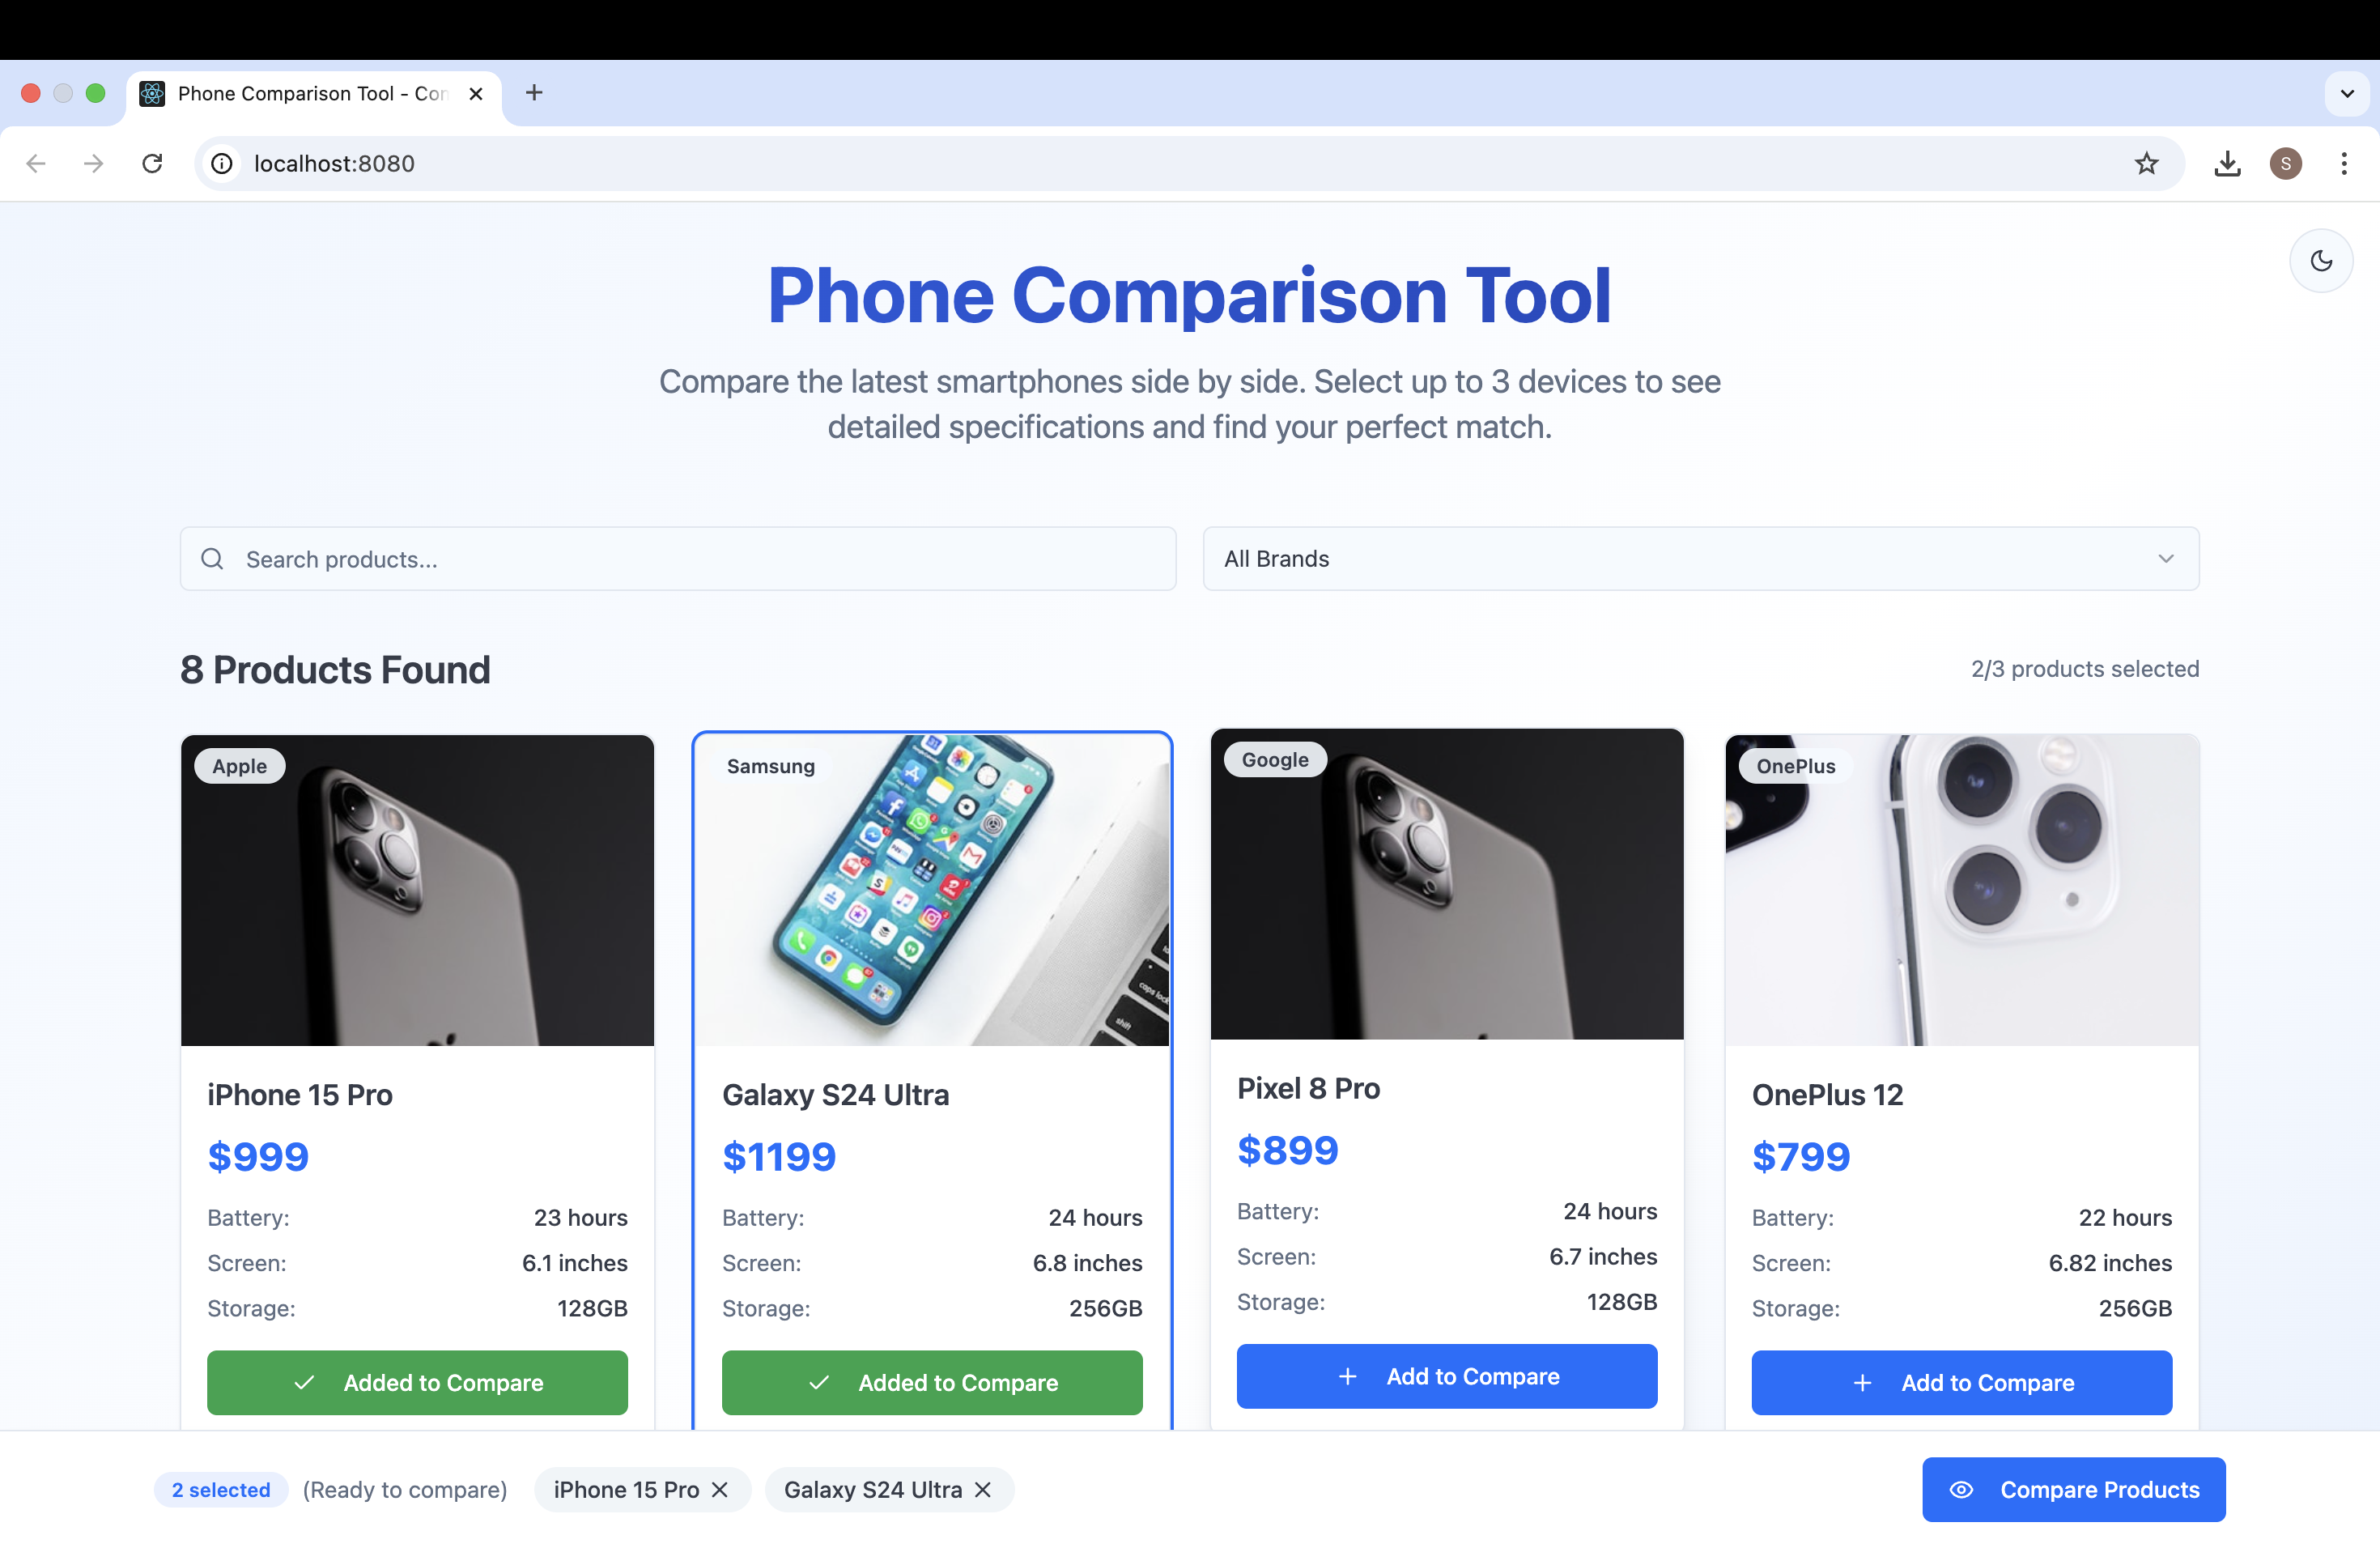 Phone Comparison Tool - Con
localhost:8080
S
Phone Comparison Tool
Compare the latest smartphones side by side. Select up to 3 devices to see
detailed specifications and find your perfect match.
Search products...
All Brands
8 Products Found
2/3 products selected
Apple
iPhone 15 Pro
$999
Battery: 23 hours
Screen: 6.1 inches
Storage: 128GB
Added to Compare
Samsung
caps lock
shift
Galaxy S24 Ultra
$1199
Battery: 24 hours
Screen: 6.8 inches
Storage: 256GB
Added to Compare
Google
Pixel 8 Pro
$899
Battery: 24 hours
Screen: 6.7 inches
Storage: 128GB
Add to Compare
OnePlus
OnePlus 12
$799
Battery: 22 hours
Screen: 6.82 inches
Storage: 256GB
Add to Compare
2 selected (Ready to compare) iPhone 15 Pro Galaxy S24 Ultra
Compare Products